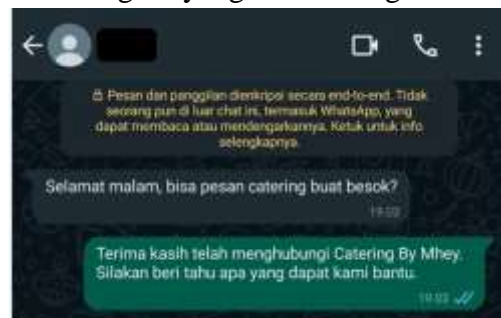 Pesan dan panggilan dienkripsi secara end-to-end. Tidak
seorang pun di luar chat ini, termasuk WhatsApp, yang
dapat membaca atau mendengarkannya. Ketuk untuk info
selengkapnya.
Selamat malam, bisa pesan catering buat besok?
19.03
Terima kasih telah menghubungi Catering By Mhey.
Silakan beri tahu apa yang dapat kami bantu.
19.03